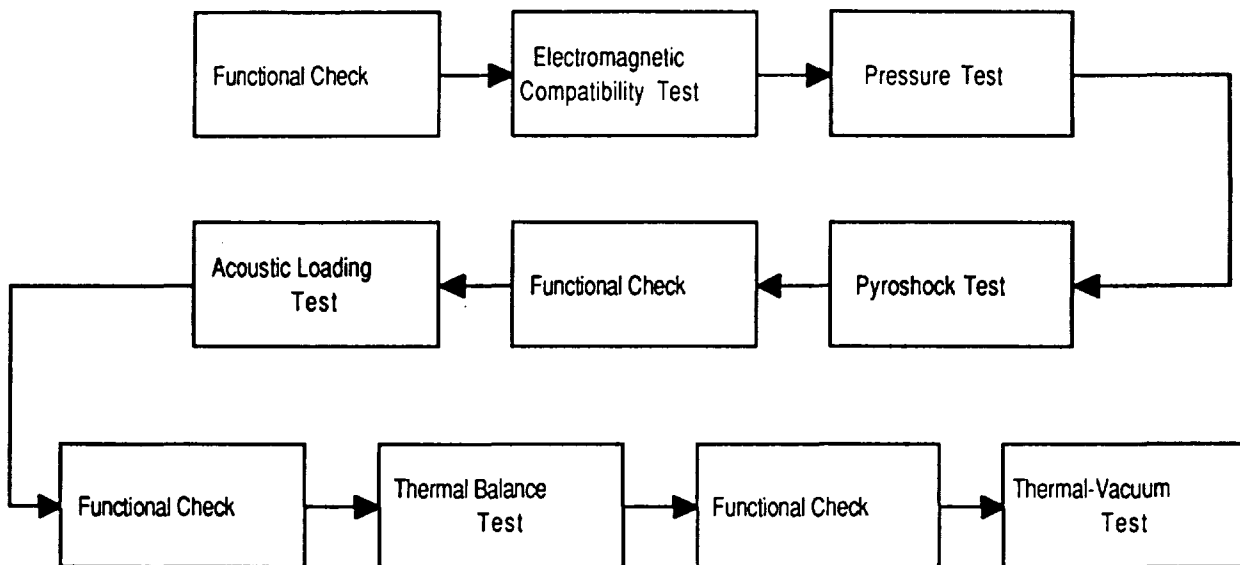 Functional Check
Electromagnetic
Compatibility Test
Pressure Test
Pyroshock Test
Functional Check
Acoustic Loading
Test
Functional Check
Thermal Balance
Test
Functional Check
Thermal-Vacuum
Test